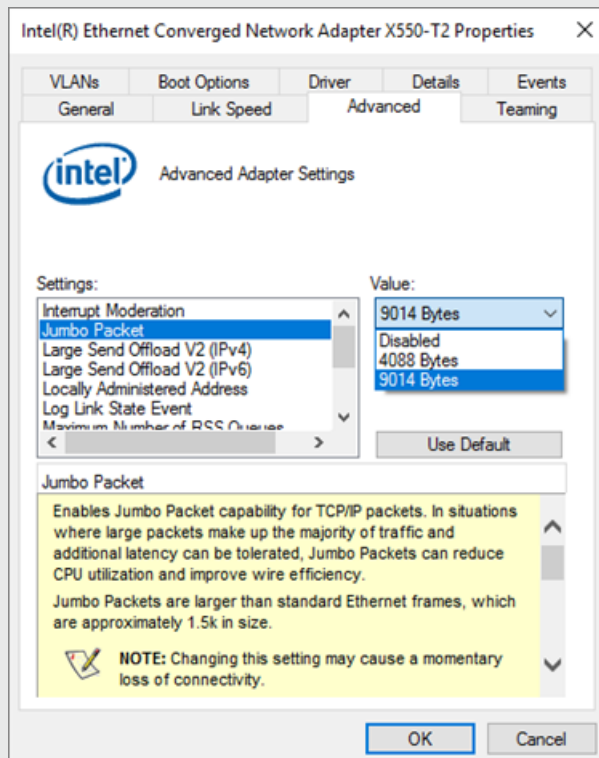 Intel(R) Ethernet Converged Network Adapter X550-T2 Properties
VLANs Boot Options Driver Details Events
General Link Speed Advanced Teaming
intel
Advanced Adapter Settings
Settings:
Interrupt Moderation
Jumbo Packet
Large Send Offload V2 (IPv4)
Large Send Offload V2 (IPv6)
Locally Administered Address
Log Link State Event
Maximum Number of RSS Queues
Value:
9014 Bytes
Disabled
4088 Bytes
9014 Bytes
Use Default
Jumbo Packet
Enables Jumbo Packet capability for TCP/IP packets. In situations
where large packets make up the majority of traffic and
additional latency can be tolerated, Jumbo Packets can reduce
CPU utilization and improve wire efficiency.
Jumbo Packets are larger than standard Ethernet frames, which
are approximately 1.5k in size.
NOTE: Changing this setting may cause a momentary
loss of connectivity.
OK Cancel